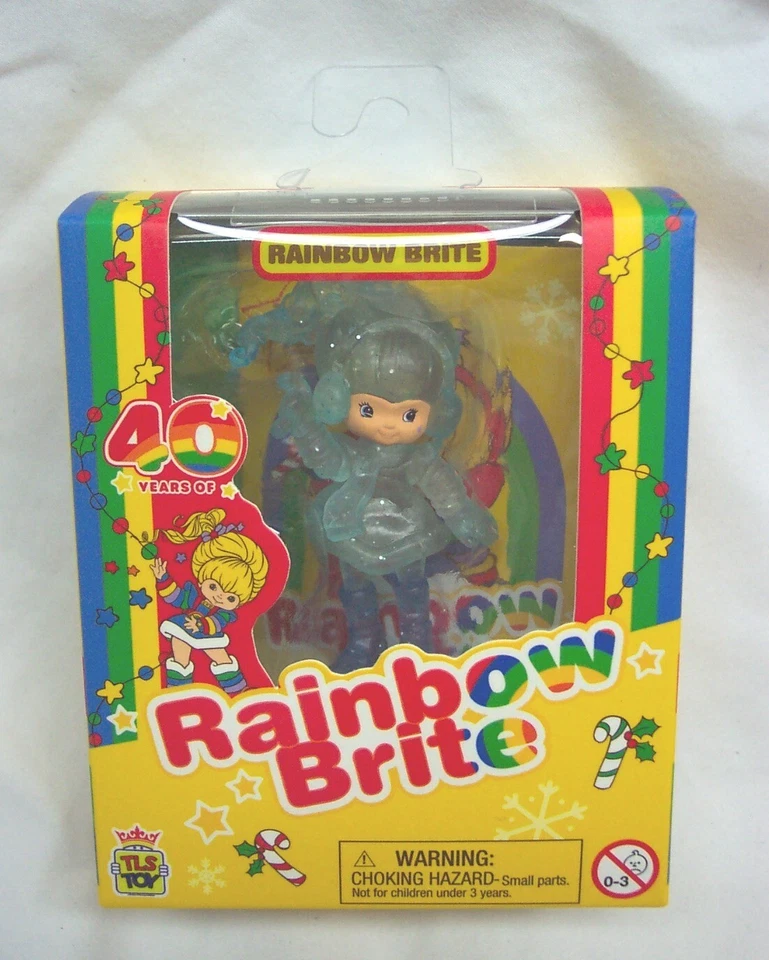 RAINBOW BRITE
40
YEARS OF
Rainbow
Rainbow
Brite
TLS
TOY
WARNING:
CHOKING HAZARD-Small parts.
Not for children under 3 years.
0-3